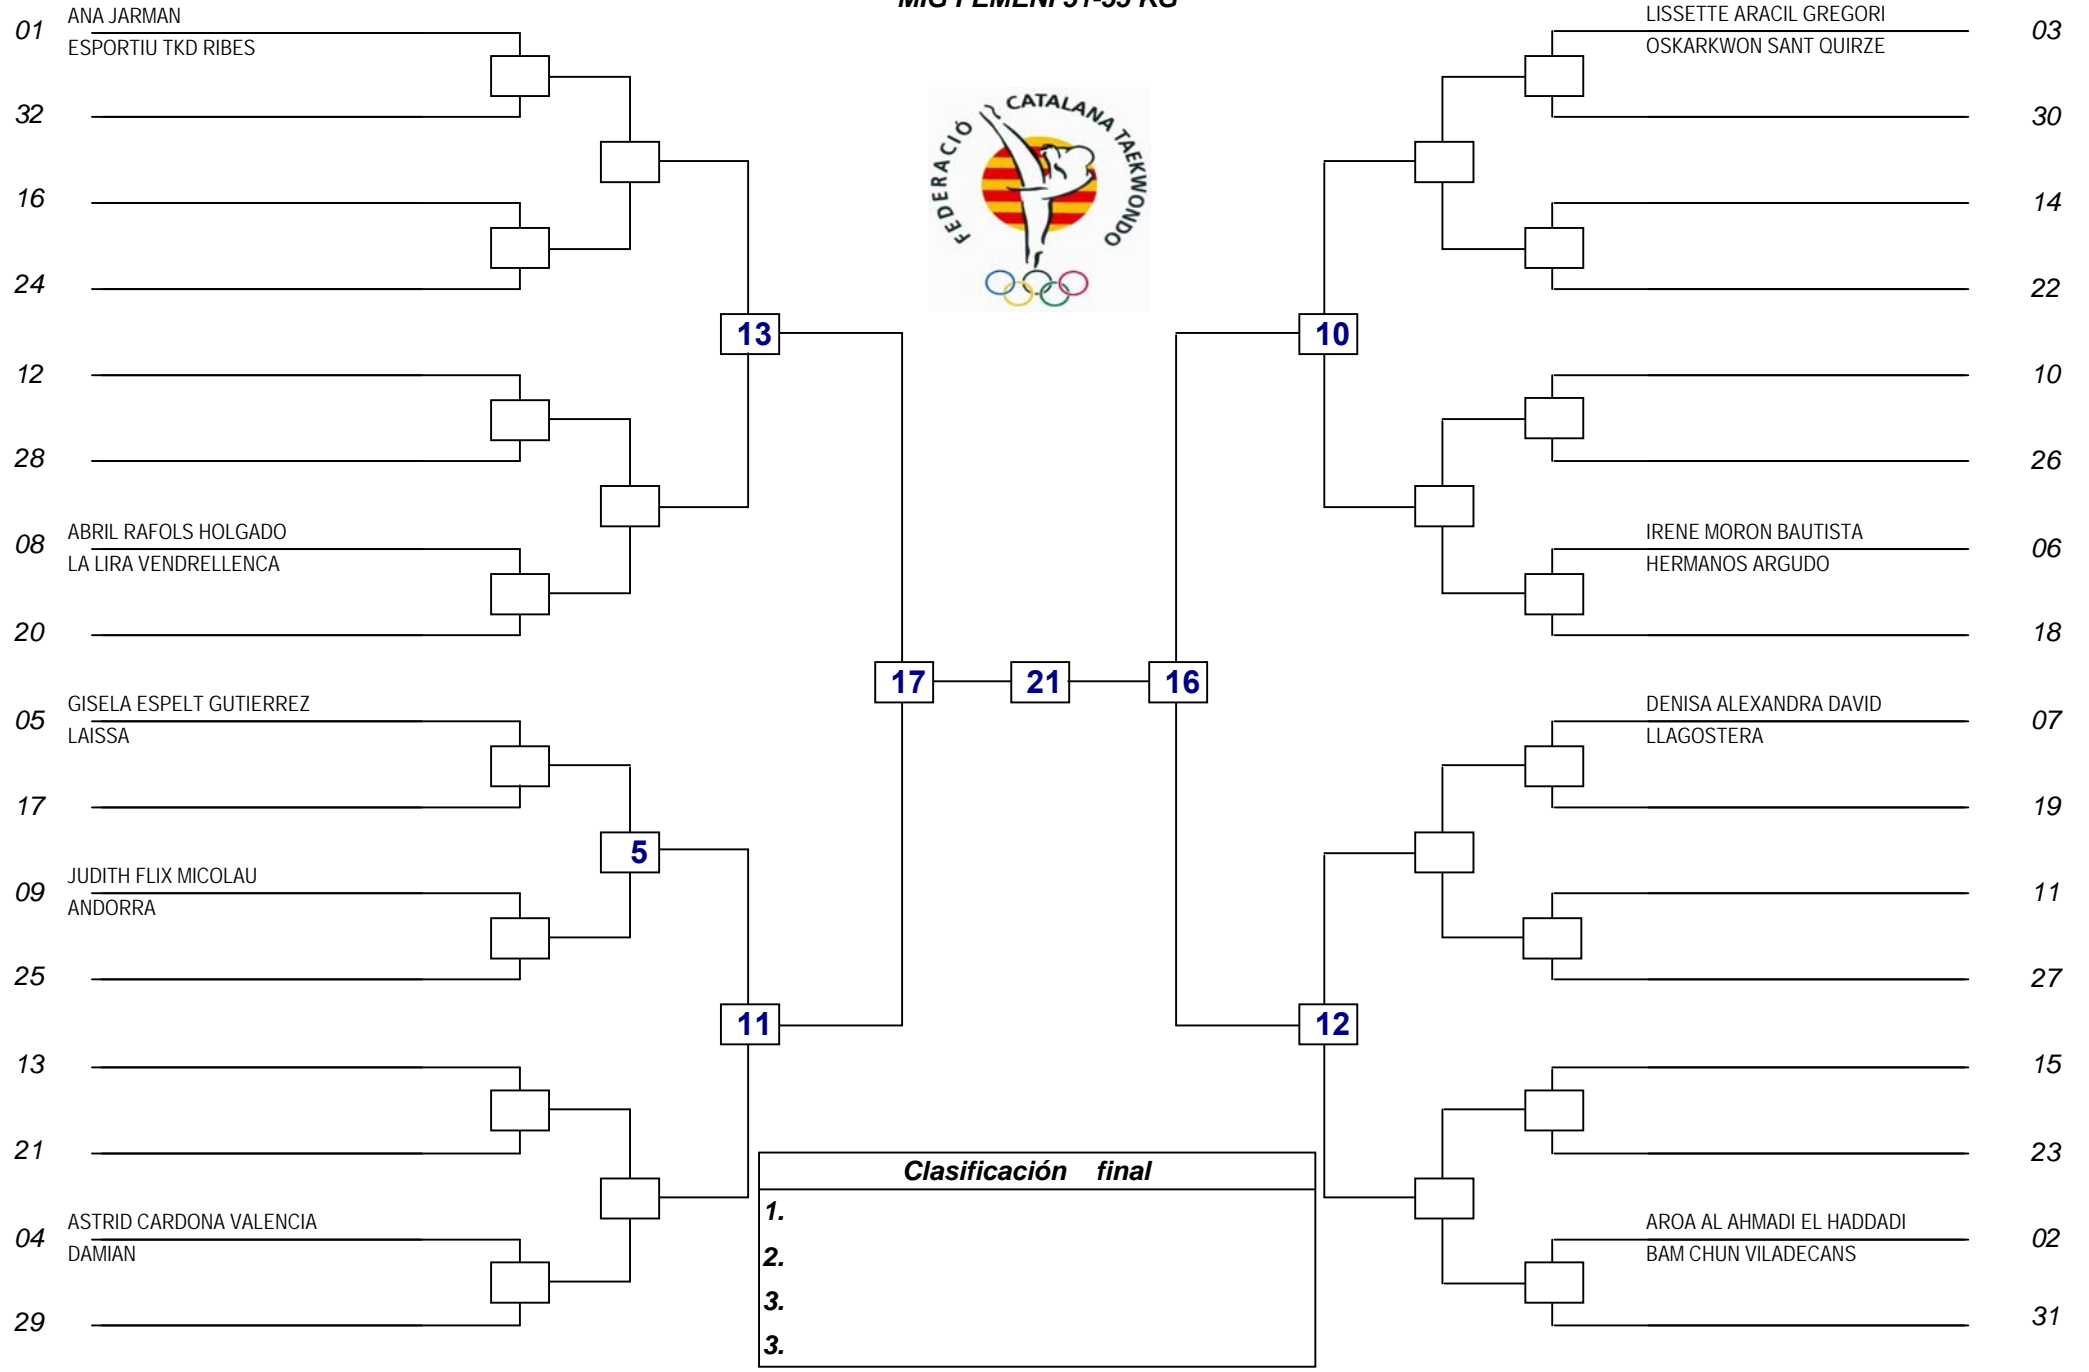 MIG FEMENI 51-55 KG
01
ANA JARMAN
ESPORTIU TKD RIBES
32
16
24
12
28
08
ABRIL RAFOLS HOLGADO
LA LIRA VENDRELLENCA
20
05
GISELA ESPELT GUTIERREZ
LAISSA
17
09
JUDITH FLIX MICOLAU
ANDORRA
25
13
21
04
ASTRID CARDONA VALENCIA
DAMIAN
29
5
13
11
17
21
16
10
12
FEDERACIÓ CATALANA TAEKWONDO
LISSETTE ARACIL GREGORI
OSKARKWON SANT QUIRZE
03
30
14
22
10
26
IRENE MORON BAUTISTA
HERMANOS ARGUDO
06
18
DENISA ALEXANDRA DAVID
LLAGOSTERA
07
19
11
27
15
23
AROA AL AHMADI EL HADDADI
BAM CHUN VILADECANS
02
31
Clasificación final
1.
2.
3.
3.